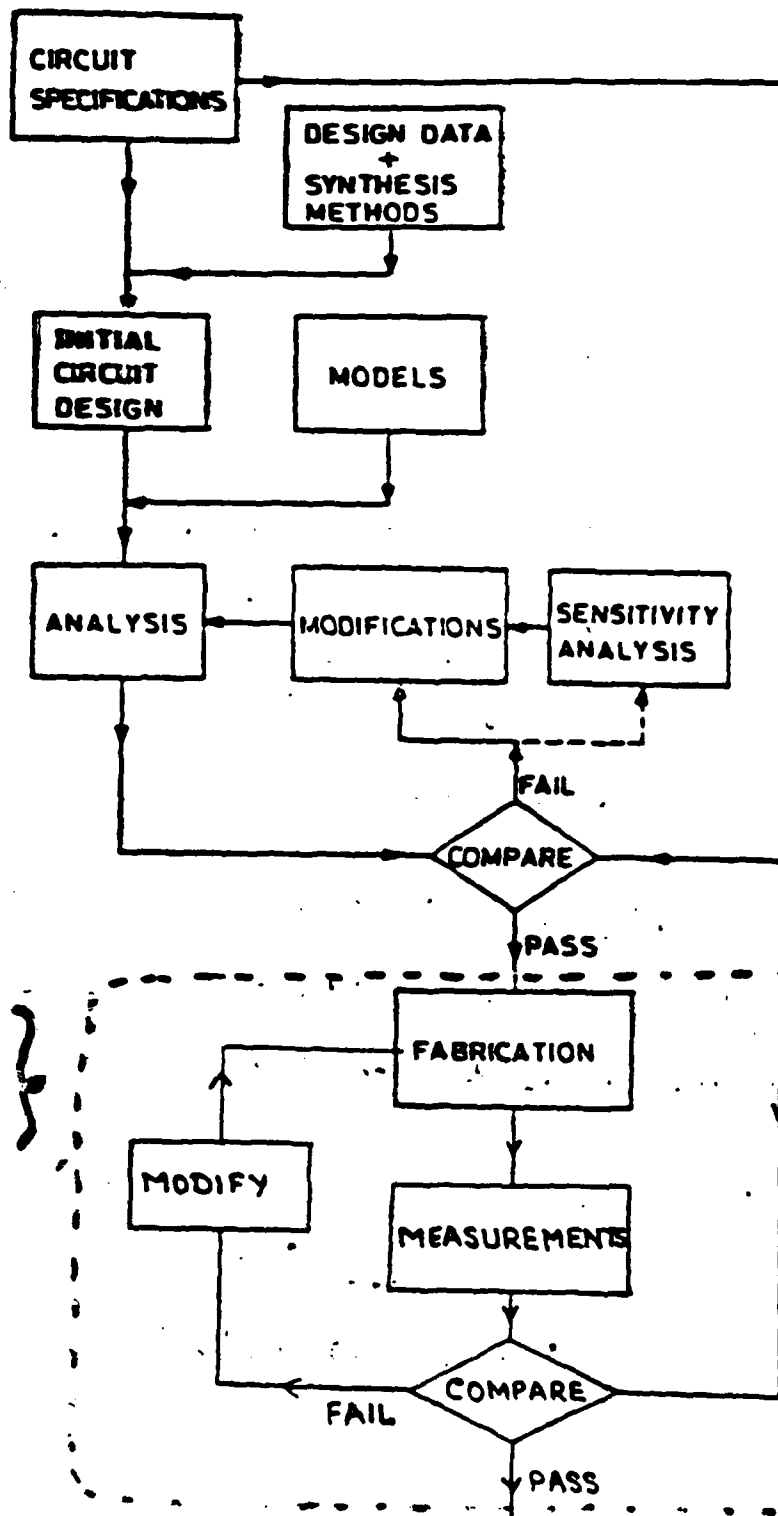 CIRCUIT
SPECIFICATIONS
DESIGN DATA
+
SYNTHESIS
METHODS
INITIAL
CIRCUIT
DESIGN
MODELS
ANALYSIS
MODIFICATIONS
SENSITIVITY
ANALYSIS
FAIL
COMPARE
PASS
FABRICATION
MODIFY
MEASUREMENTS
COMPARE
FAIL
PASS